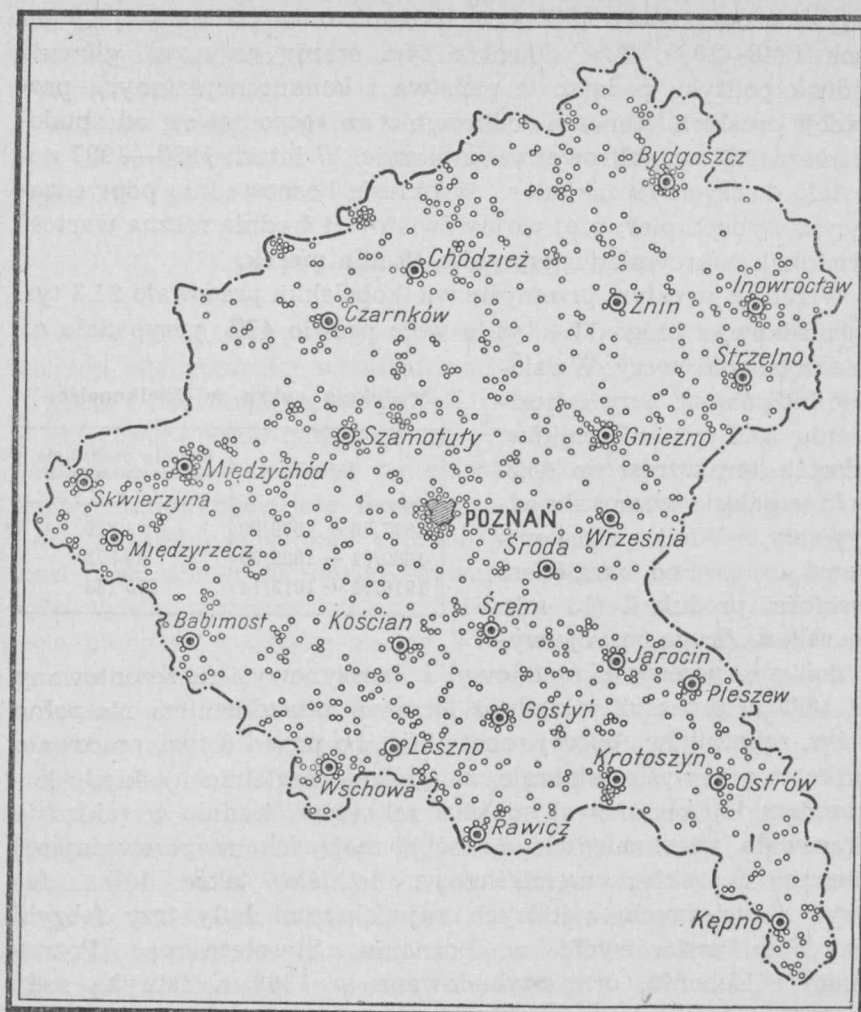 Bydgoszcz
Chodzież
Żnin
Inowrocław
Czarnków
Strzelno
Szamotuły
Gniezno
Międzychód
Skwierzyna
POZNAŃ
Września
Międzyrzecz
Środa
Babimost
Kościan
Śrem
Jarocin
Pleszew
Gostyń
Leszno
Wschowa
Krotoszyn
Ostrów
Rawicz
Kępno